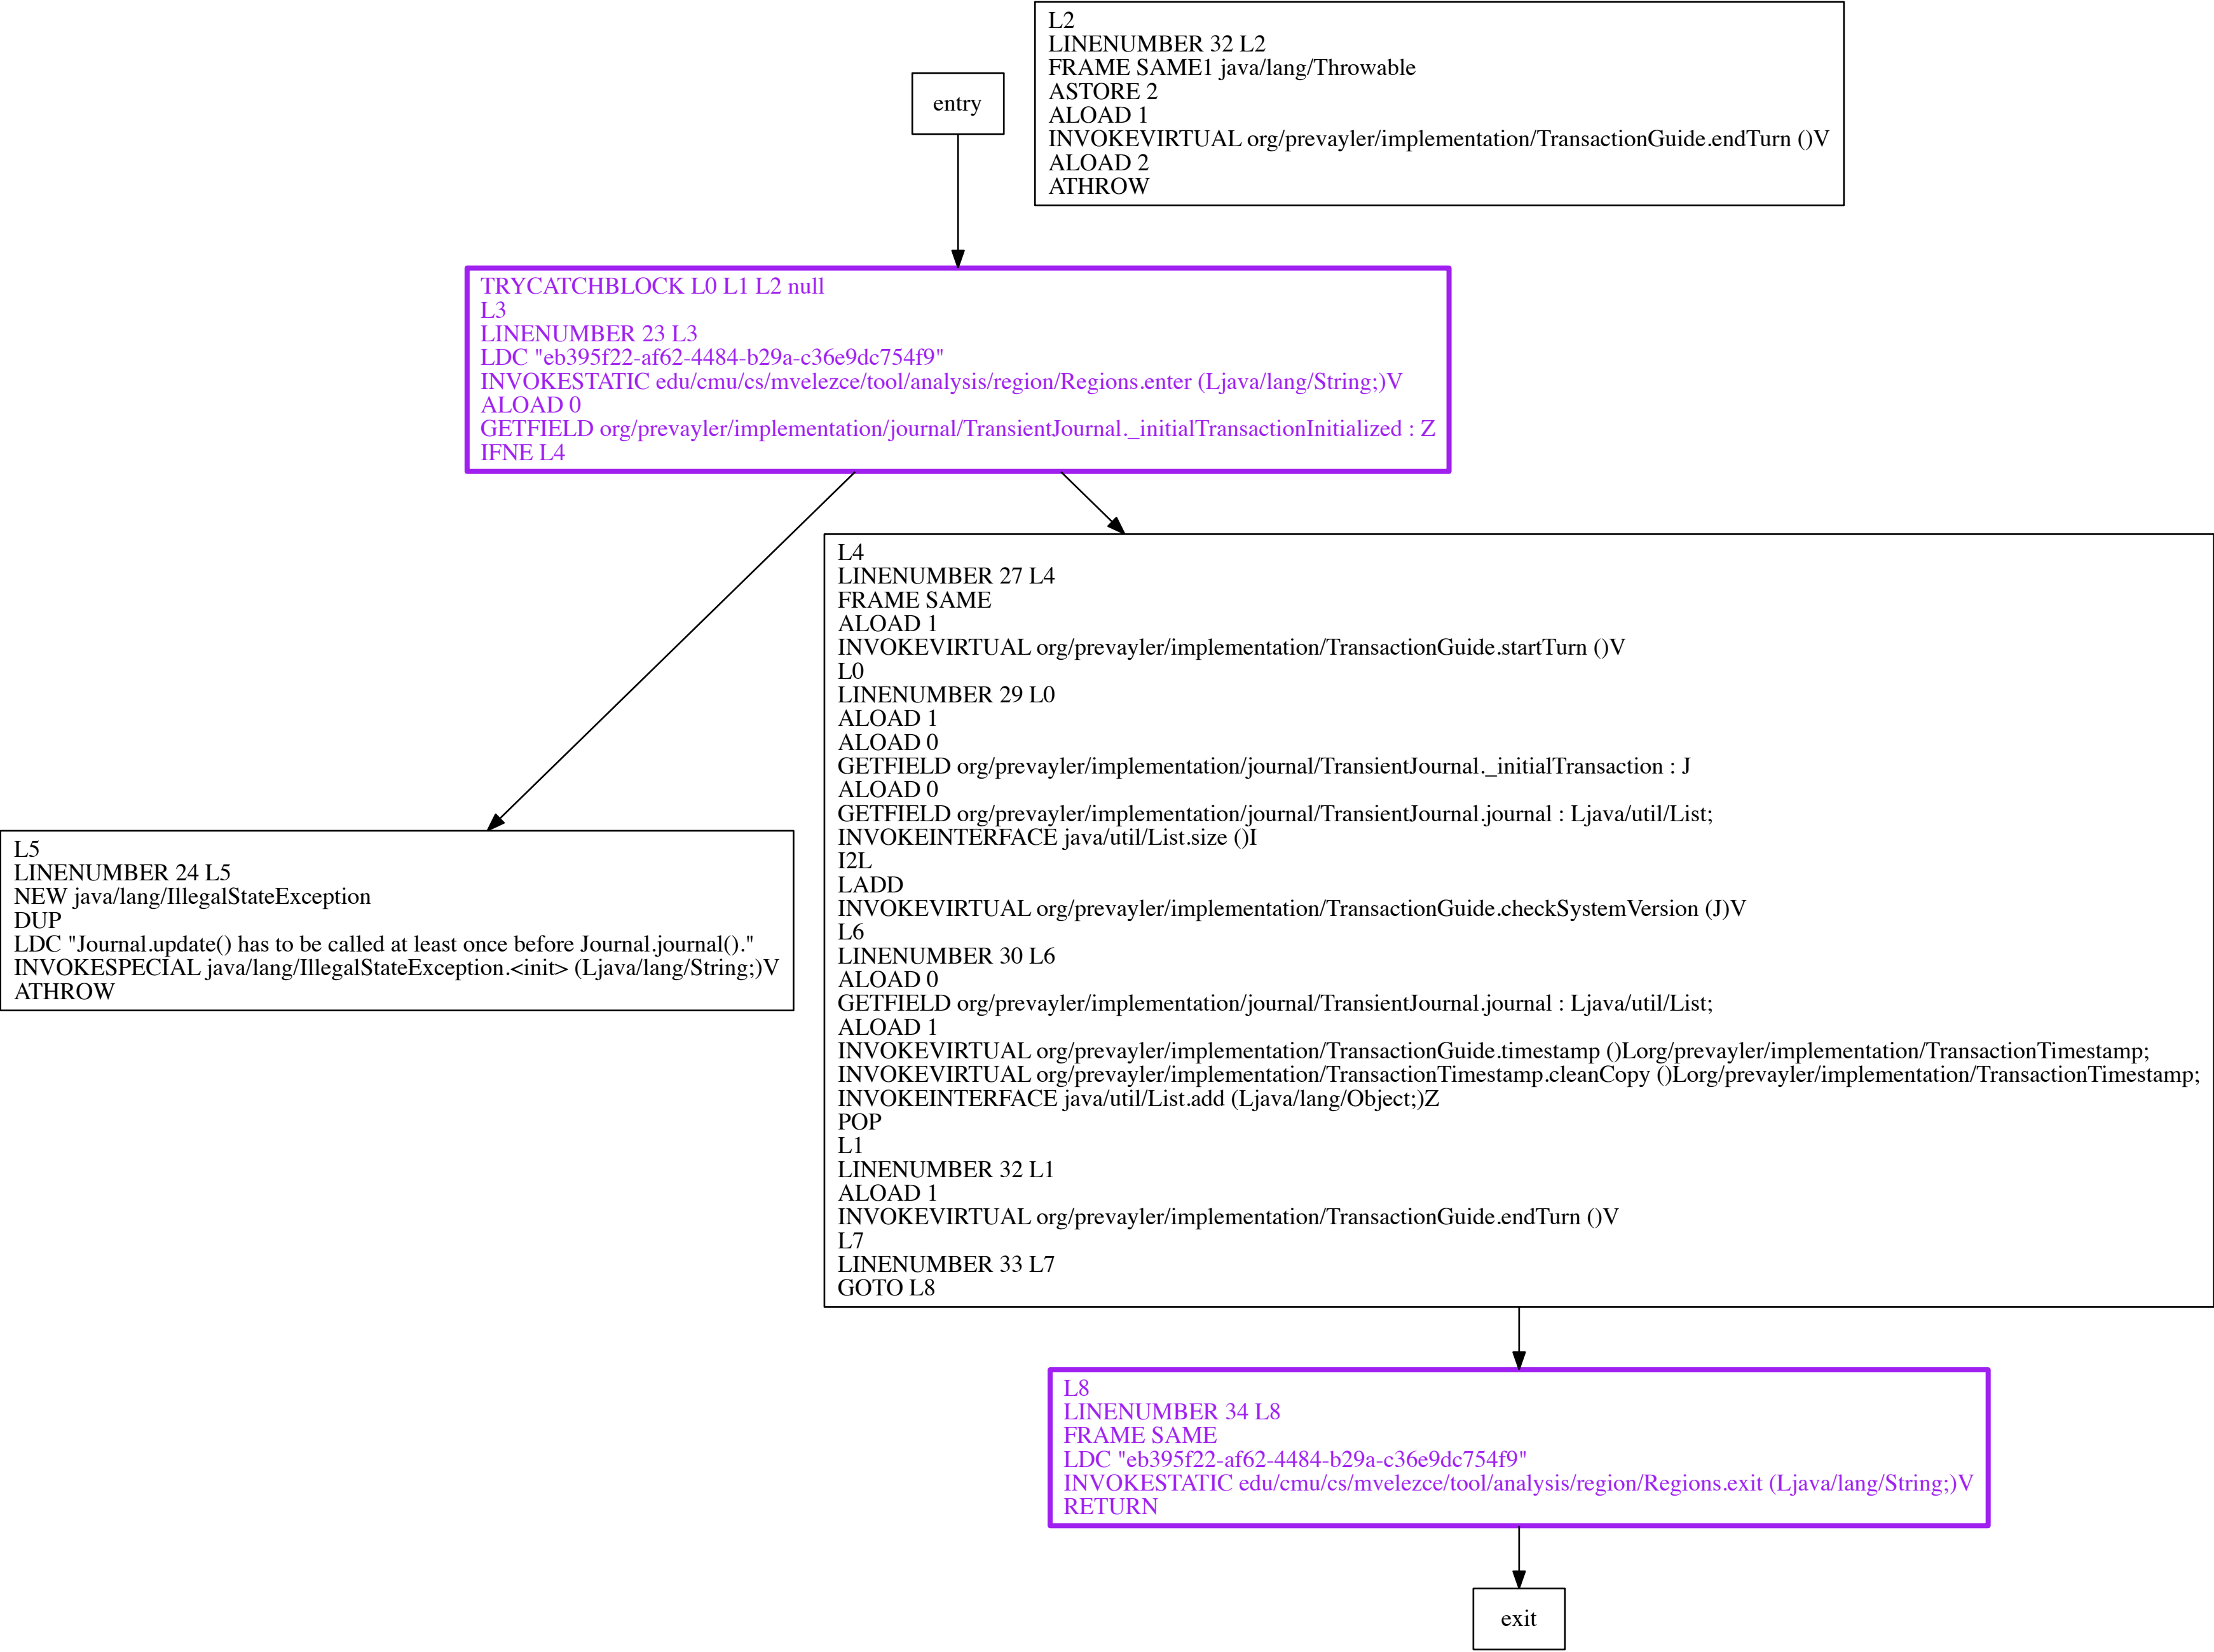 L2
LINENUMBER 32 L2
FRAME SAME1 java/lang/Throwable
ASTORE 2
ALOAD 1
INVOKEVIRTUAL org/prevayler/implementation/TransactionGuide.endTurn ()V
ALOAD 2
ATHROW
entry
TRYCATCHBLOCK L0 L1 L2 null
L3
LINENUMBER 23 L3
LDC "eb395f22-af62-4484-b29a-c36e9dc754f9"
INVOKESTATIC edu/cmu/cs/mvelezce/tool/analysis/region/Regions.enter (Ljava/lang/String;)V
ALOAD 0
GETFIELD org/prevayler/implementation/journal/TransientJournal._initialTransactionInitialized : Z
IFNE L4
L4
LINENUMBER 27 L4
FRAME SAME
ALOAD 1
INVOKEVIRTUAL org/prevayler/implementation/TransactionGuide.startTurn ()V
L0
LINENUMBER 29 L0
ALOAD 1
ALOAD 0
GETFIELD org/prevayler/implementation/journal/TransientJournal._initialTransaction : J
ALOAD 0
GETFIELD org/prevayler/implementation/journal/TransientJournal.journal : Ljava/util/List;
INVOKEINTERFACE java/util/List.size ()I
I2L
LADD
INVOKEVIRTUAL org/prevayler/implementation/TransactionGuide.checkSystemVersion (J)V
L6
LINENUMBER 30 L6
ALOAD 0
GETFIELD org/prevayler/implementation/journal/TransientJournal.journal : Ljava/util/List;
ALOAD 1
INVOKEVIRTUAL org/prevayler/implementation/TransactionGuide.timestamp ()Lorg/prevayler/implementation/TransactionTimestamp;
INVOKEVIRTUAL org/prevayler/implementation/TransactionTimestamp.cleanCopy ()Lorg/prevayler/implementation/TransactionTimestamp;
INVOKEINTERFACE java/util/List.add (Ljava/lang/Object;)Z
POP
L1
LINENUMBER 32 L1
ALOAD 1
INVOKEVIRTUAL org/prevayler/implementation/TransactionGuide.endTurn ()V
L7
LINENUMBER 33 L7
GOTO L8
L5
LINENUMBER 24 L5
NEW java/lang/IllegalStateException
DUP
LDC "Journal.update() has to be called at least once before Journal.journal()."
INVOKESPECIAL java/lang/IllegalStateException.<init> (Ljava/lang/String;)V
ATHROW
L8
LINENUMBER 34 L8
FRAME SAME
LDC "eb395f22-af62-4484-b29a-c36e9dc754f9"
INVOKESTATIC edu/cmu/cs/mvelezce/tool/analysis/region/Regions.exit (Ljava/lang/String;)V
RETURN
exit